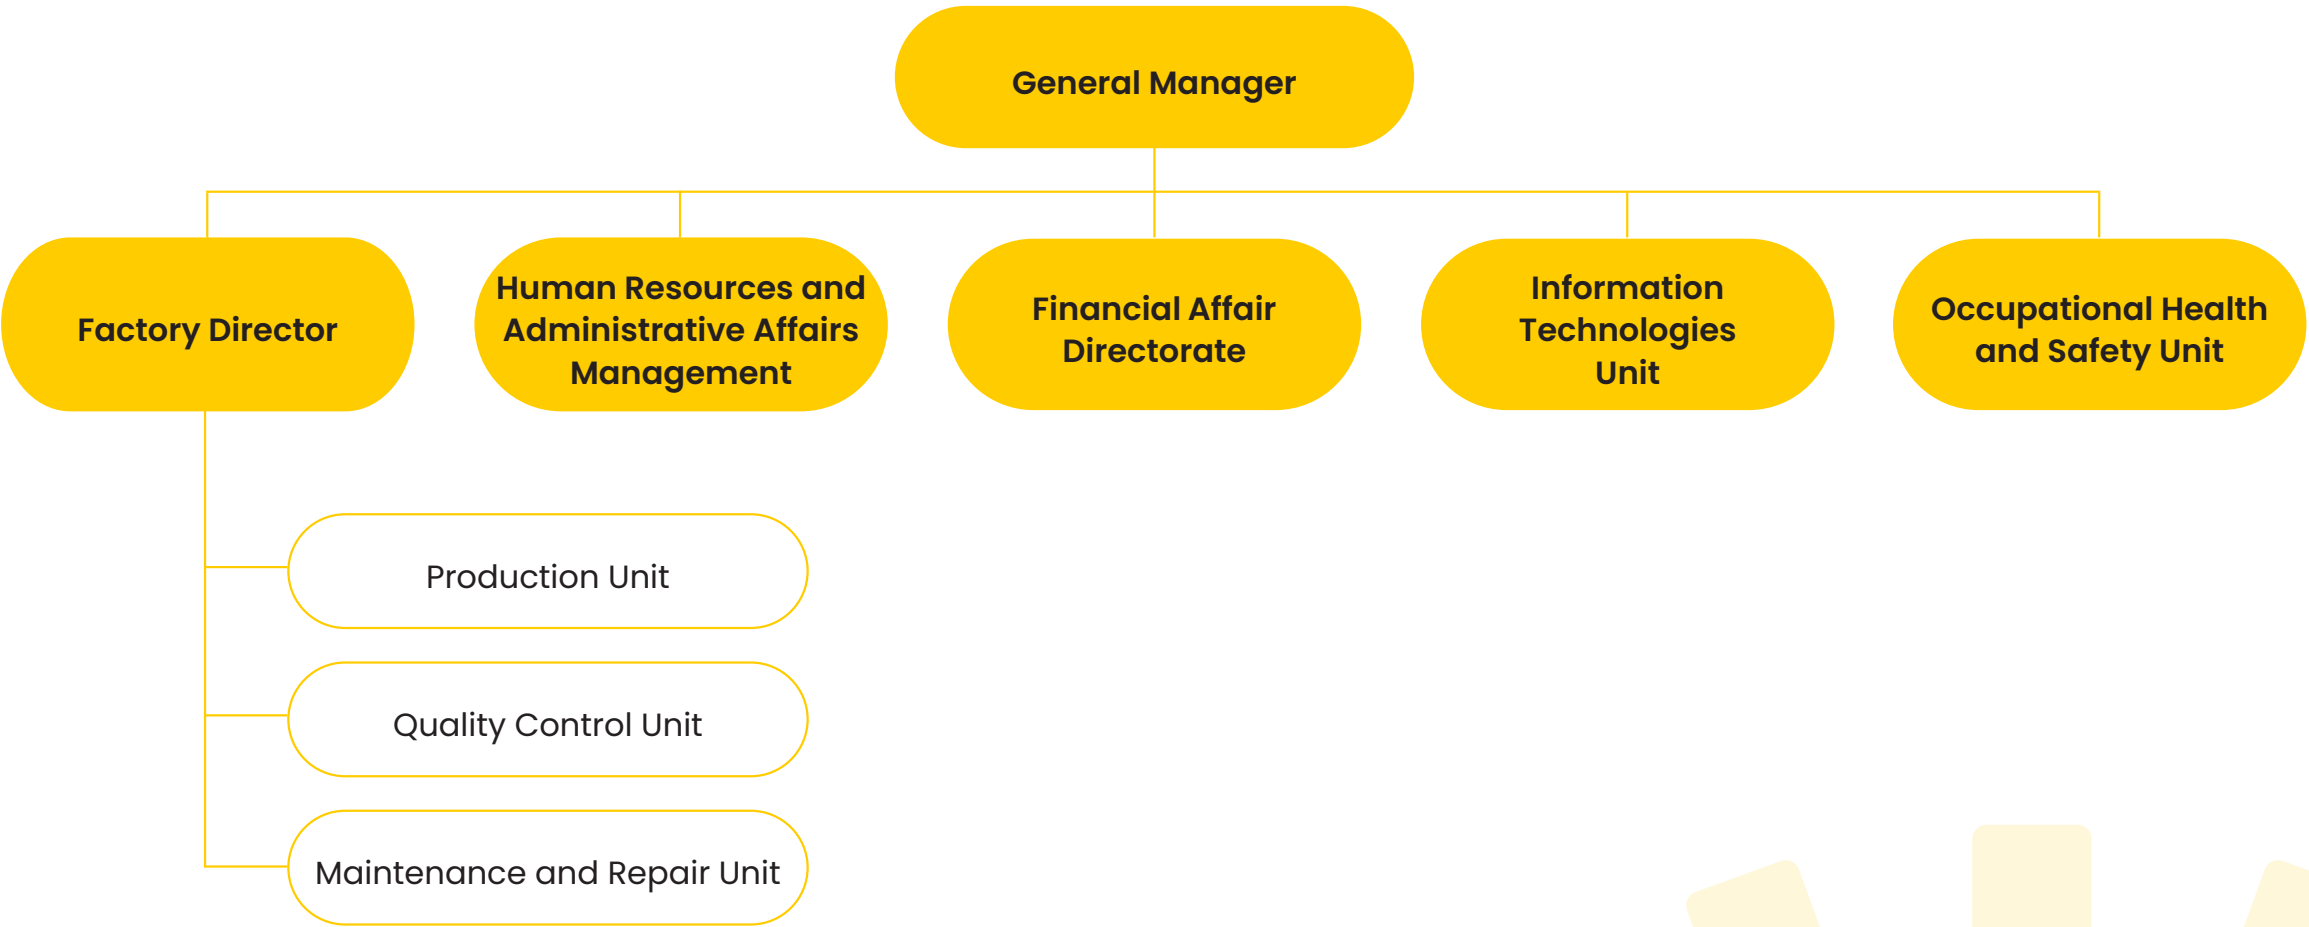 General Manager
Factory Director
Human Resources and
Administrative Affairs
Management
Financial Affair
Directorate
Information
Technologies
Unit
Occupational Health
and Safety Unit
Production Unit
Quality Control Unit
Maintenance and Repair Unit